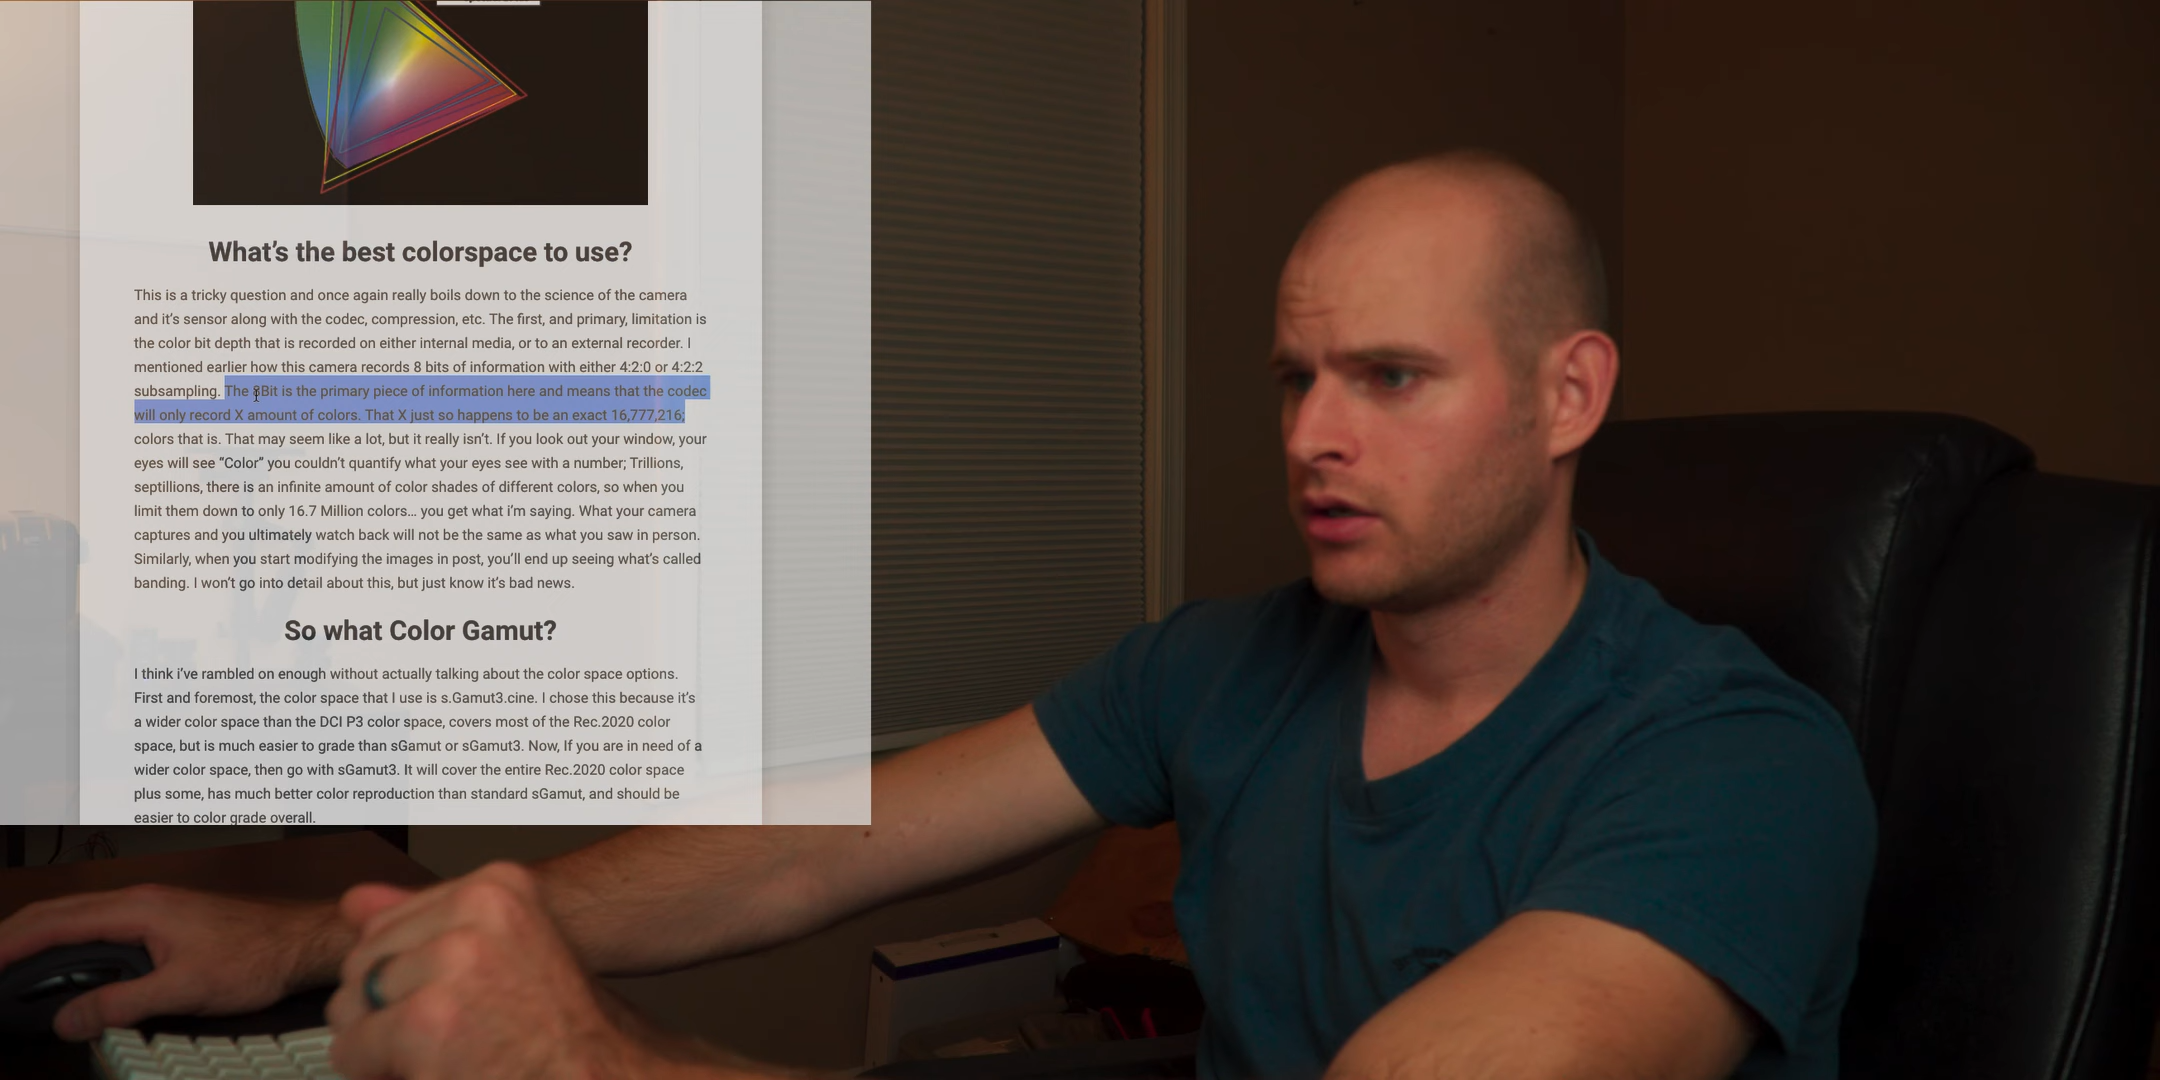 What's the best colorspace to use?
This is a tricky question and once again really boils down to the science of the camera
and it's sensor along with the codec, compression, etc. The first, and primary, limitation is
the color bit depth that is recorded on either internal media, or to an external recorder. I
mentioned earlier how this camera records 8 bits of information with either 4:2:0 or 4:2:2
subsampling. The 8Bit is the primary piece of information here and means that the codec
will only record X amount of colors. That X just so happens to be an exact 16,777,216;
colors that is. That may seem like a lot, but it really isn't. If you look out your window, your
eyes will see “Color” you couldn't quantify what your eyes see with a number; Trillions,
septillions, there is an infinite amount of color shades of different colors, so when you
limit them down to only 16.7 Million colors… you get what i'm saying. What your camera
captures and you ultimately watch back will not be the same as what you saw in person.
Similarly, when you start modifying the images in post, you'll end up seeing what's called
banding. I won't go into detail about this, but just know it's bad news.
So what Color Gamut?
I think i've rambled on enough without actually talking about the color space options.
First and foremost, the color space that I use is s.Gamut3.cine. I chose this because it's
a wider color space than the DCI P3 color space, covers most of the Rec.2020 color
space, but is much easier to grade than sGamut or sGamut3. Now, If you are in need of a
wider color space, then go with sGamut3. It will cover the entire Rec.2020 color space
plus some, has much better color reproduction than standard sGamut, and should be
easier to color grade overall.